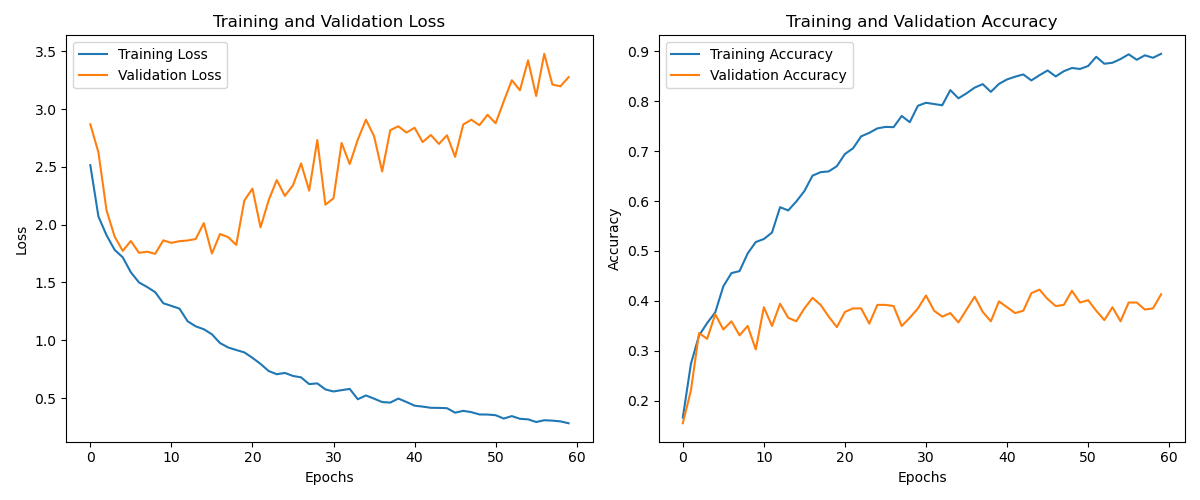 Training and Validation Loss
Training Loss
Validation Loss
3.5
3.0
2.5
2.0
1.5
1.0
0.5
Loss
0 10 20 30 40 50 60
Epochs
Training and Validation Accuracy
Training Accuracy
Validation Accuracy
0.9
0.8
0.7
0.6
0.5
0.4
0.3
0.2
Accuracy
0 10 20 30 40 50 60
Epochs